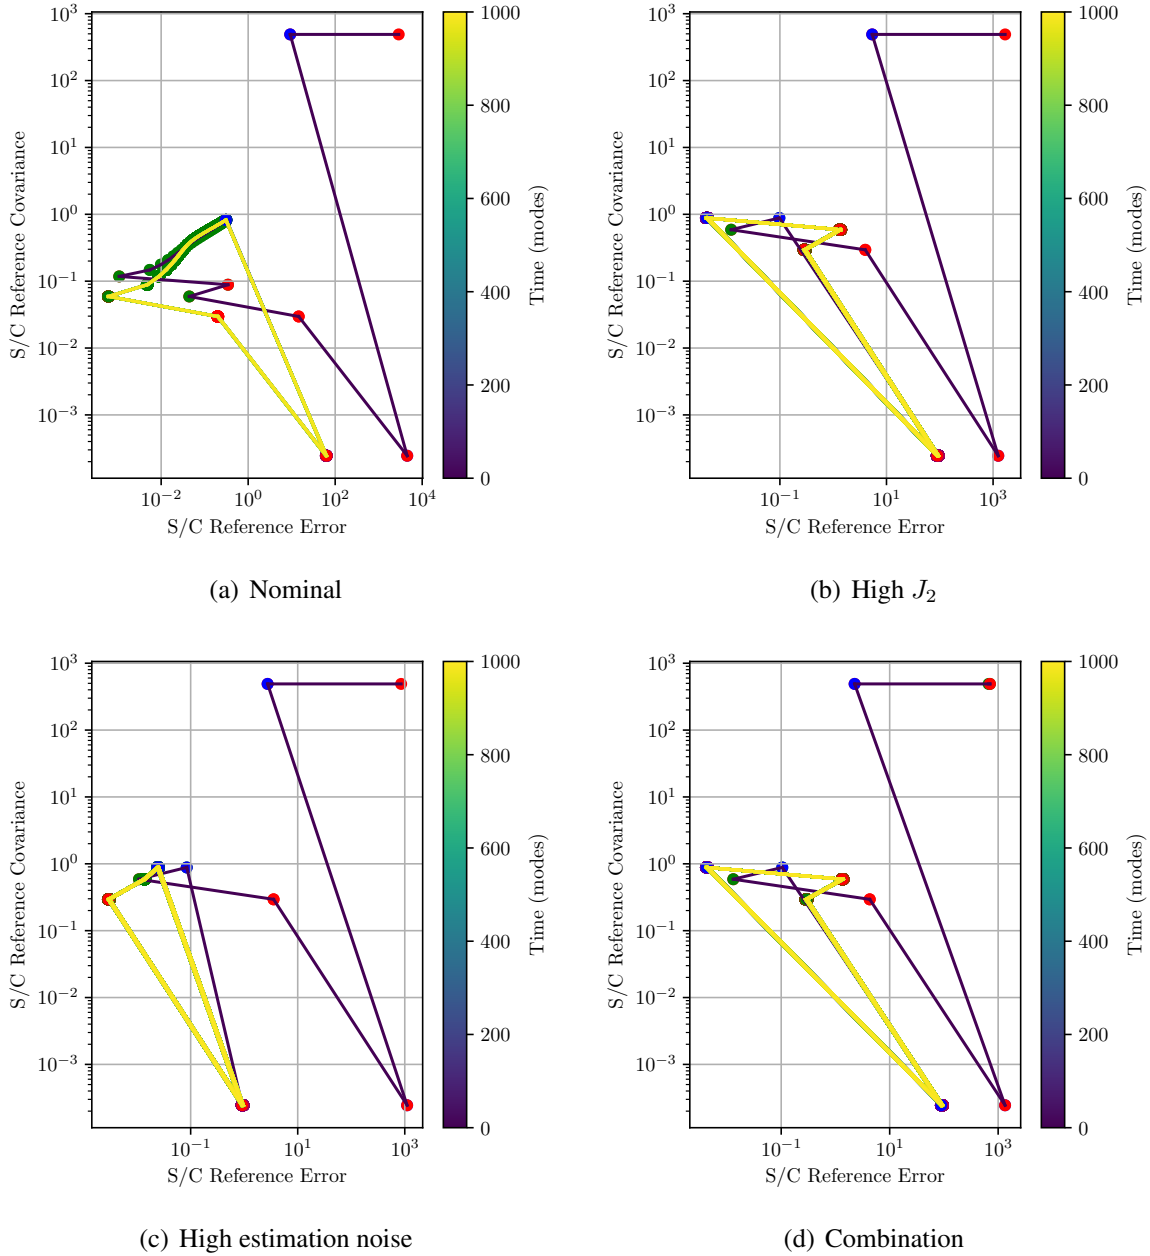 10^3
10^2
10^1
10^0
10^−1
10^−2
10^−3
S/C Reference Covariance
10^−2 10^0 10^2 10^4
S/C Reference Error
1000
800
600
400
200
0
Time (modes)
(a) Nominal
10^3
10^2
10^1
10^0
10^−1
10^−2
10^−3
S/C Reference Covariance
10^−1 10^1 10^3
S/C Reference Error
1000
800
600
400
200
0
Time (modes)
(b) High J_2
10^3
10^2
10^1
10^0
10^−1
10^−2
10^−3
S/C Reference Covariance
10^−1 10^1 10^3
S/C Reference Error
1000
800
600
400
200
0
Time (modes)
(c) High estimation noise
10^3
10^2
10^1
10^0
10^−1
10^−2
10^−3
S/C Reference Covariance
10^−1 10^1 10^3
S/C Reference Error
1000
800
600
400
200
0
Time (modes)
(d) Combination